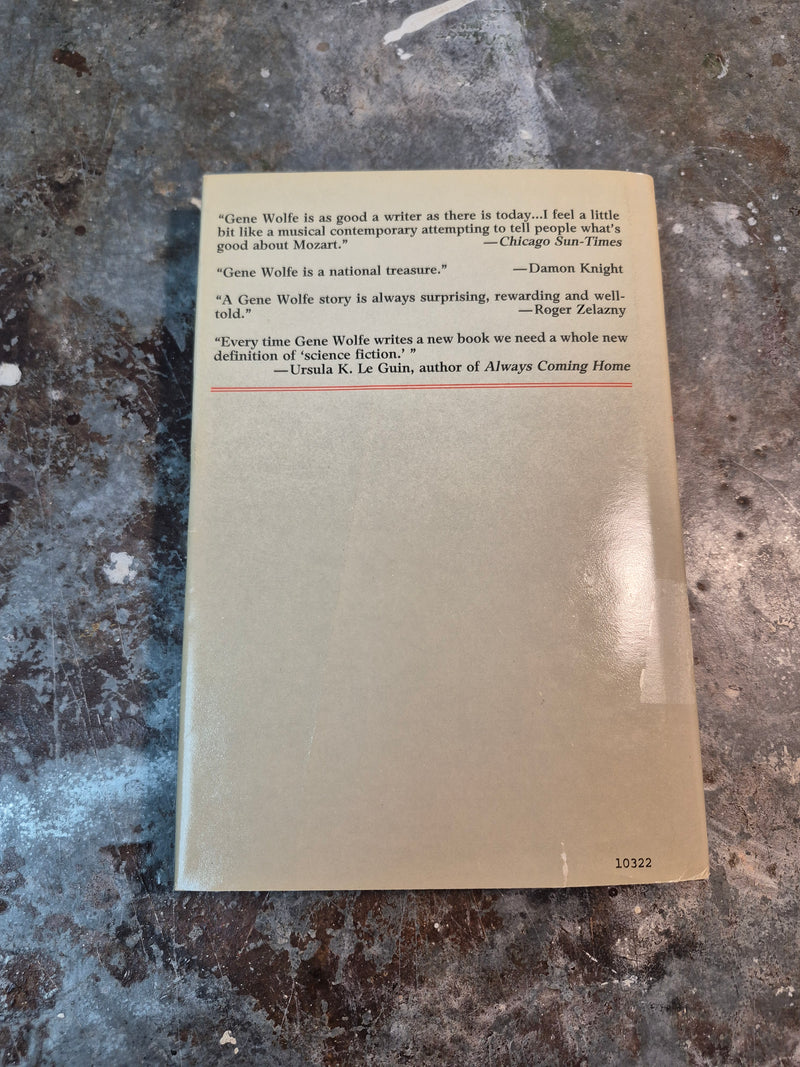 “Gene Wolfe is as good a writer as there is today...I feel a little
bit like a musical contemporary attempting to tell people what's
good about Mozart.” —Chicago Sun-Times
“Gene Wolfe is a national treasure.” —Damon Knight
“A Gene Wolfe story is always surprising, rewarding and well-
told.” —Roger Zelazny
“Every time Gene Wolfe writes a new book we need a whole new
definition of ‘science fiction.’ ”
—Ursula K. Le Guin, author of Always Coming Home
10322